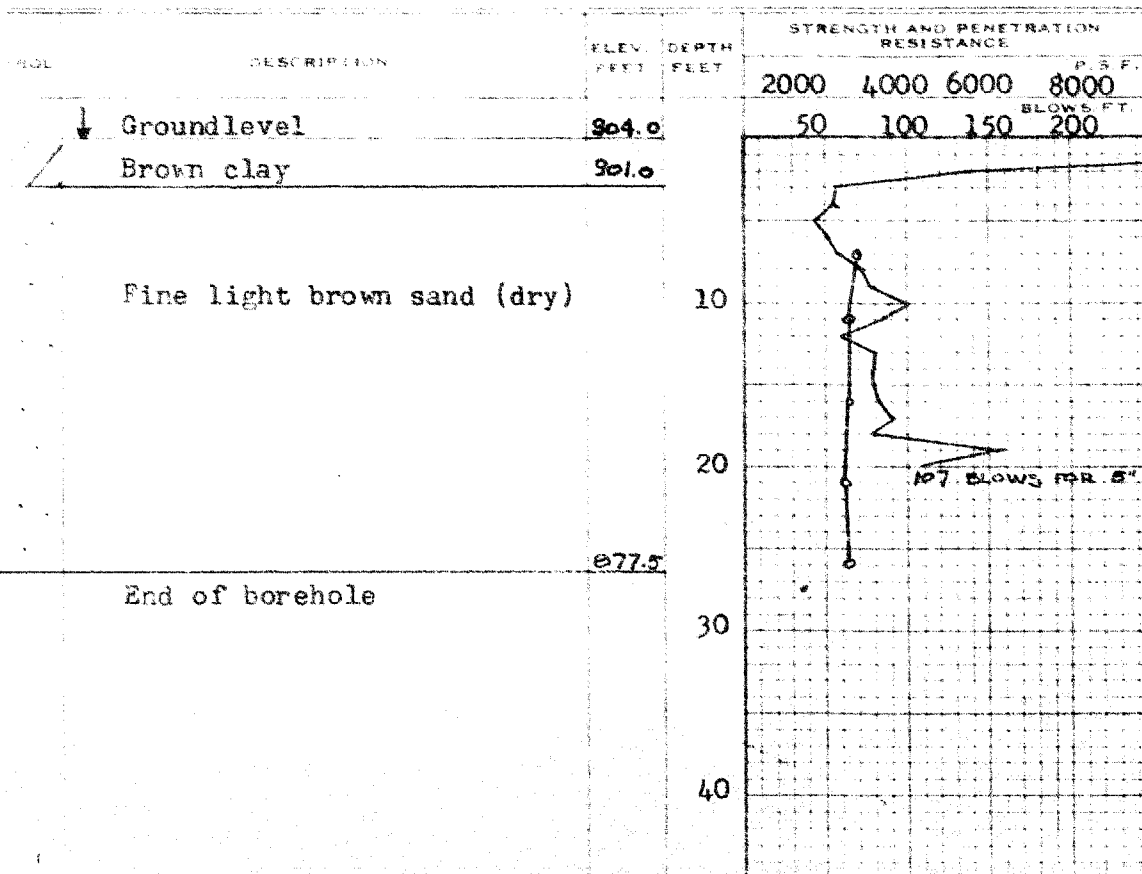 STRENGTH AND PENETRATION
RESISTANCE
DESCRIPTION
ELEV. FEET
DEPTH FEET
P.S.F.
2000 4000 6000 8000
BLOWS FT.
50 100 150 200
Groundlevel 904.0
Brown clay 901.0
Fine light brown sand (dry)
10
20
107 BLOWS FOR 5".
877.5
End of borehole
30
40